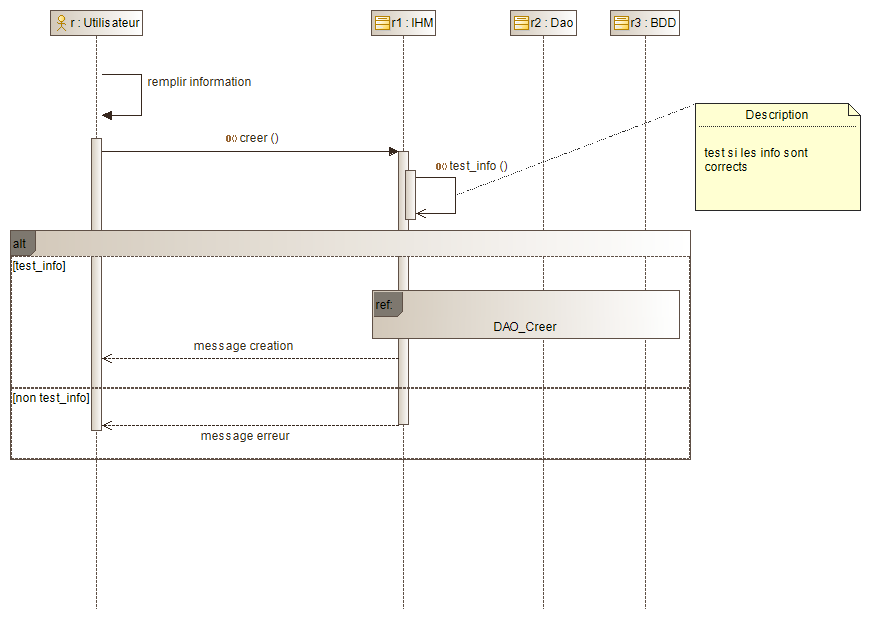 r : Utilisateur
r1 : IHM
r2 : Dao
r3 : BDD
remplir information
creer ()
test_info ()
Description
test si les info sont
corrects
alt
[test_info]
ref:
DAO_Creer
message creation
[non test_info]
message erreur